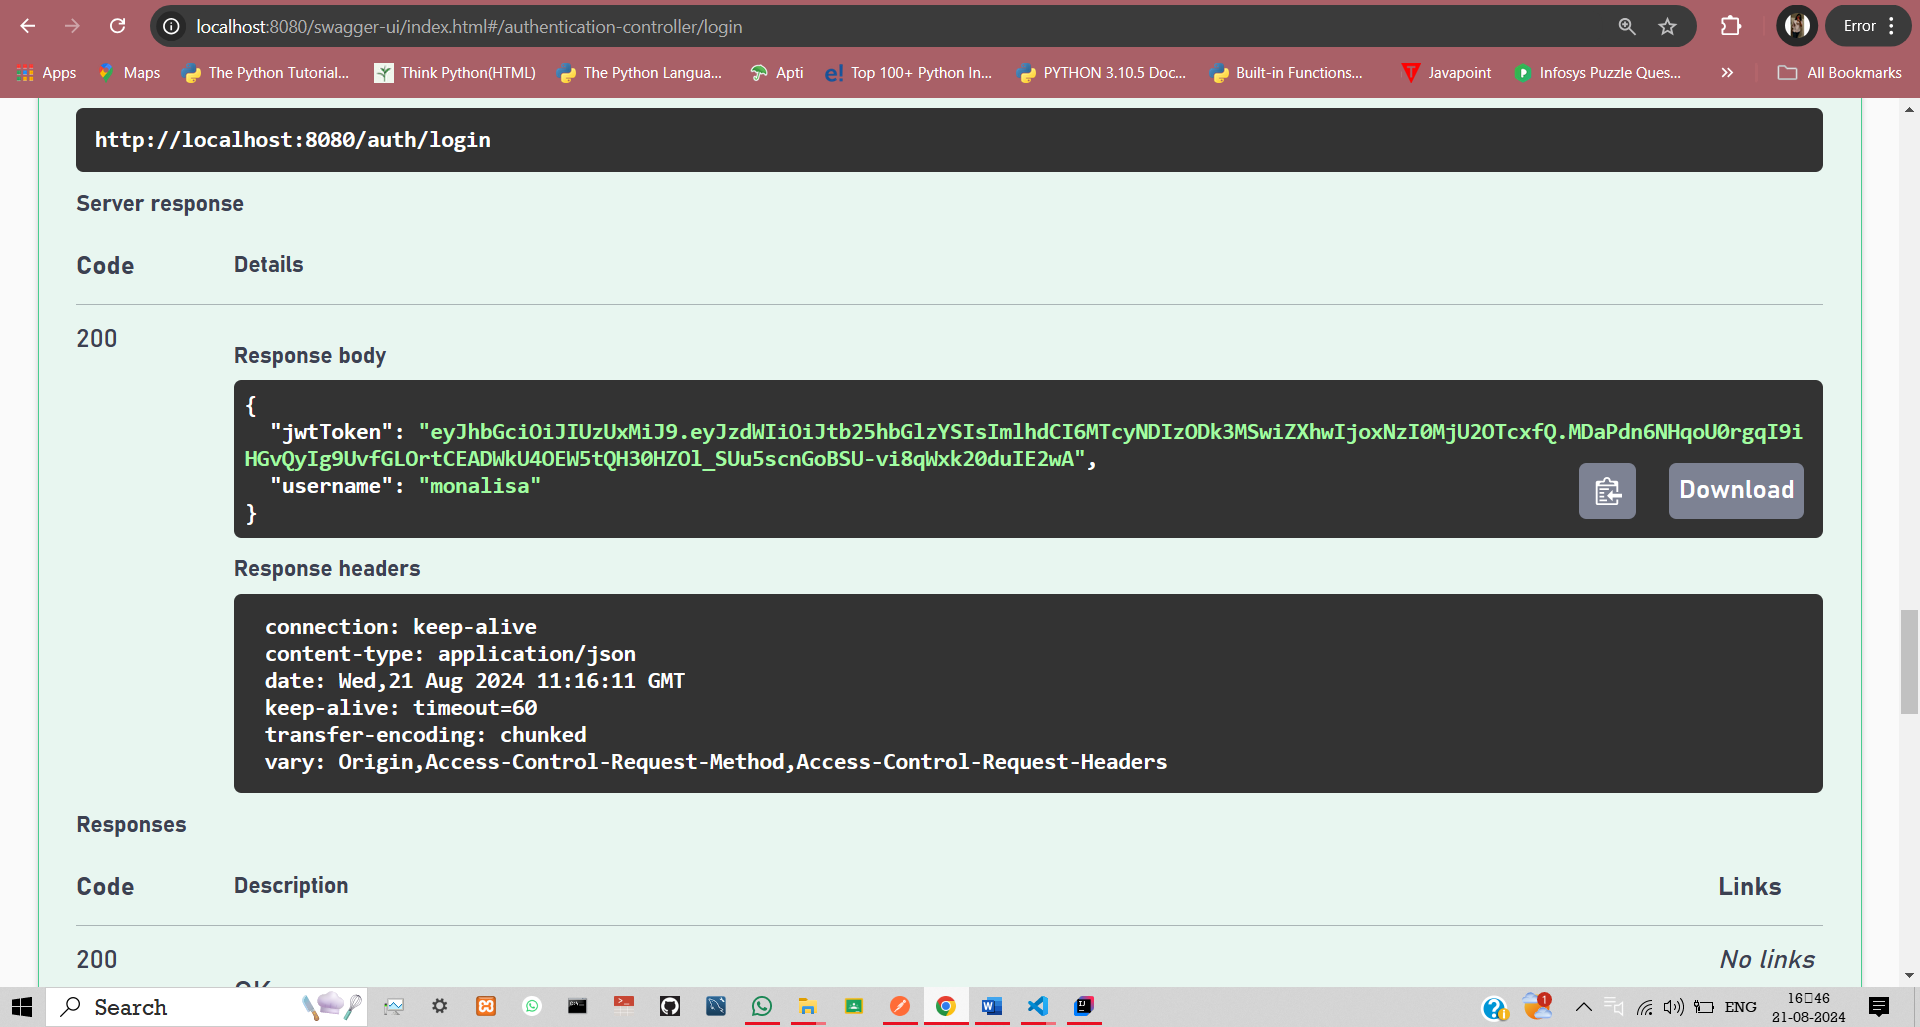 localhost:8080/swagger-ui/index.html#/authentication-controller/login
Error
Apps Maps The Python Tutorial... Think Python(HTML) The Python Langua... Apti Top 100+ Python In... PYTHON 3.10.5 Doc... Built-in Functions... Javapoint Infosys Puzzle Ques... » All Bookmarks
http://localhost:8080/auth/login
Server response
Code Details
200
Response body
{
"jwtToken": "eyJhbGciOiJIUzUxMiJ9.eyJzdWIiOiJtb25hbGlzYSIsImlhdCI6MTcyNDIzODk3MSwiZXhwIjoxNzI0MjU2OTcxfQ.MDaPdn6NHqoU0rgqI9i
HGvQyIg9UvfGLOrtCEADWkU4OEW5tQH30HZOl_SUu5scnGoBSU-vi8qWxk20duIE2wA",
"username": "monalisa"
}
Download
Response headers
connection: keep-alive
content-type: application/json
date: Wed,21 Aug 2024 11:16:11 GMT
keep-alive: timeout=60
transfer-encoding: chunked
vary: Origin,Access-Control-Request-Method,Access-Control-Request-Headers
Responses
Code Description Links
200 No links
OK
Search
1
ENG
16 46
21-08-2024